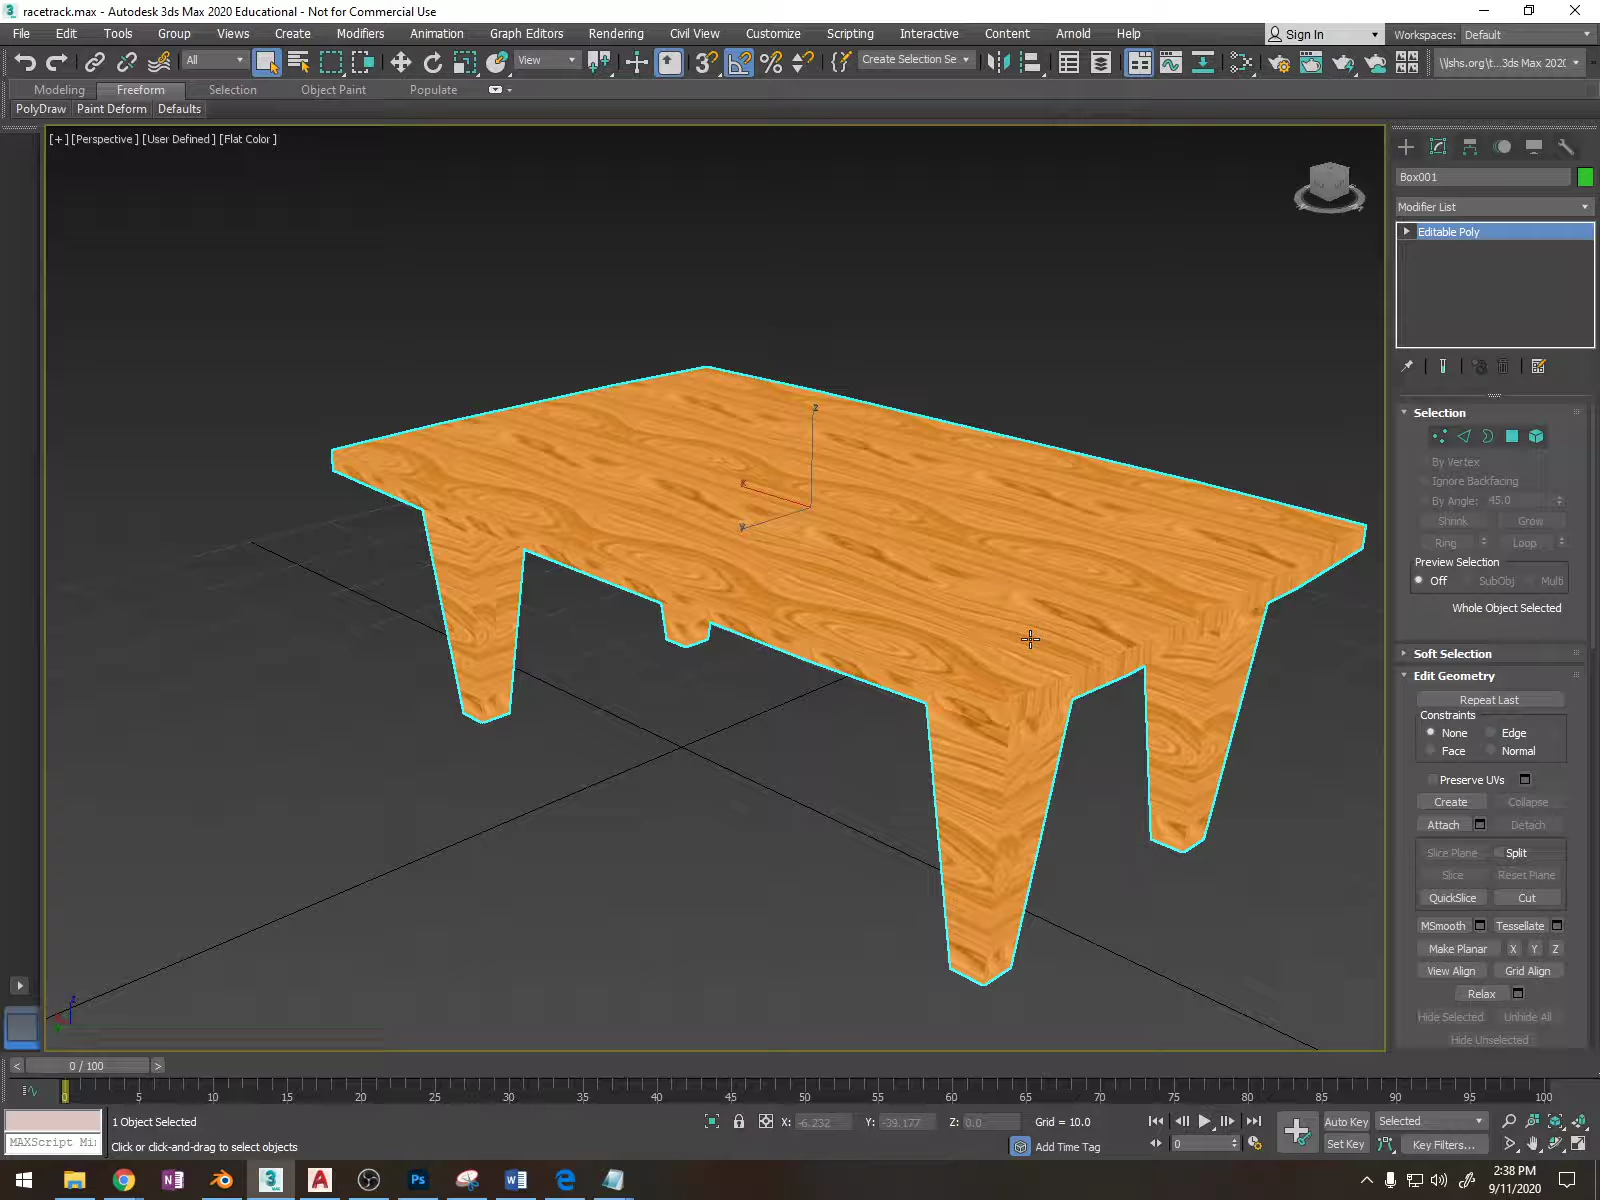 racetrack.max - Autodesk 3ds Max 2020 Educational - Not for Commercial Use
File Edit Tools Group Views Create Modifiers Animation Graph Editors Rendering Civil View Customize Scripting Interactive Content Arnold Help
Sign In
Workspaces: Default
All
View
Create Selection Se
\\lshs.org\t...3ds Max 202(
Modeling Freeform Selection Object Paint Populate
PolyDraw Paint Deform Defaults
[+] [Perspective] [User Defined] [Flat Color]
z
x
y
Box001
Modifier List
Editable Poly
Selection
By Vertex
Ignore Backfacing
By Angle: 45.0
Shrink Grow
Ring Loop
Preview Selection
Off SubObj Multi
Whole Object Selected
Soft Selection
Edit Geometry
Repeat Last
Constraints
None Edge
Face Normal
Preserve UVs
Create Collapse
Attach Detach
Slice Plane Split
Slice Reset Plane
QuickSlice Cut
MSmooth Tessellate
Make Planar X Y Z
View Align Grid Align
Relax
Hide Selected Unhide All
Hide Unselected
< 0 / 100 >
0 5 10 15 20 25 30 35 40 45 50 55 60 65 70 75 80 85 90 95 100
1 Object Selected
X: -6.232 Y: -39.177 Z: 0.0 Grid = 10.0
Auto Key Selected
MAXScript Mi
Click or click-and-drag to select objects
Add Time Tag
0
Set Key Key Filters...
2:38 PM
9/11/2020